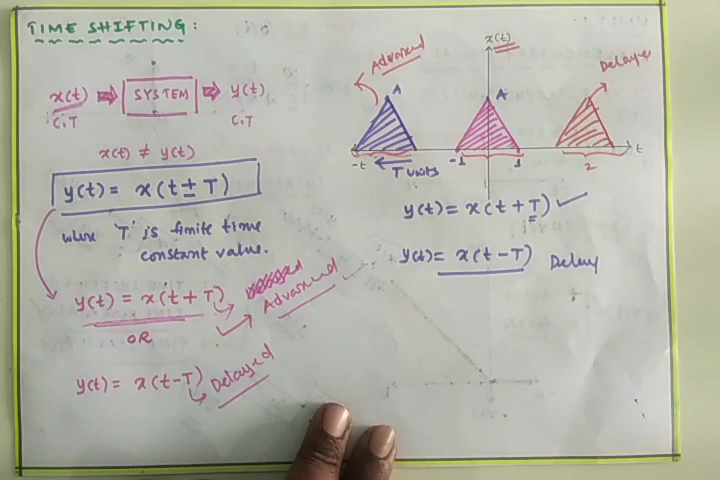 TIME SHIFTING:
x(t) ⇒ SYSTEM ⇒ y(t)
C.T C.T
x(t) ≠ y(t)
y(t) = x(t ± T)
where 'T' is finite time
constant value.
y(t) = x(t + T) Advanced
OR
y(t) = x(t - T) Delayed
x(t)
Advanced
Delayed
A A
-t T units -1 1 2 t
y(t) = x(t + T) ✓
y(t) = x(t - T) Delay